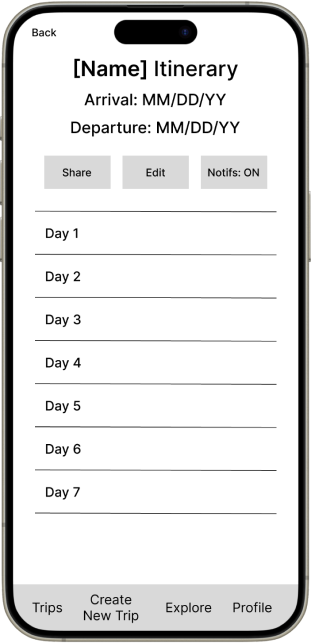 Back
[Name] Itinerary
Arrival: MM/DD/YY
Departure: MM/DD/YY
Share
Edit
Notifs: ON
Day 1
Day 2
Day 3
Day 4
Day 5
Day 6
Day 7
Trips
Create
New Trip
Explore
Profile